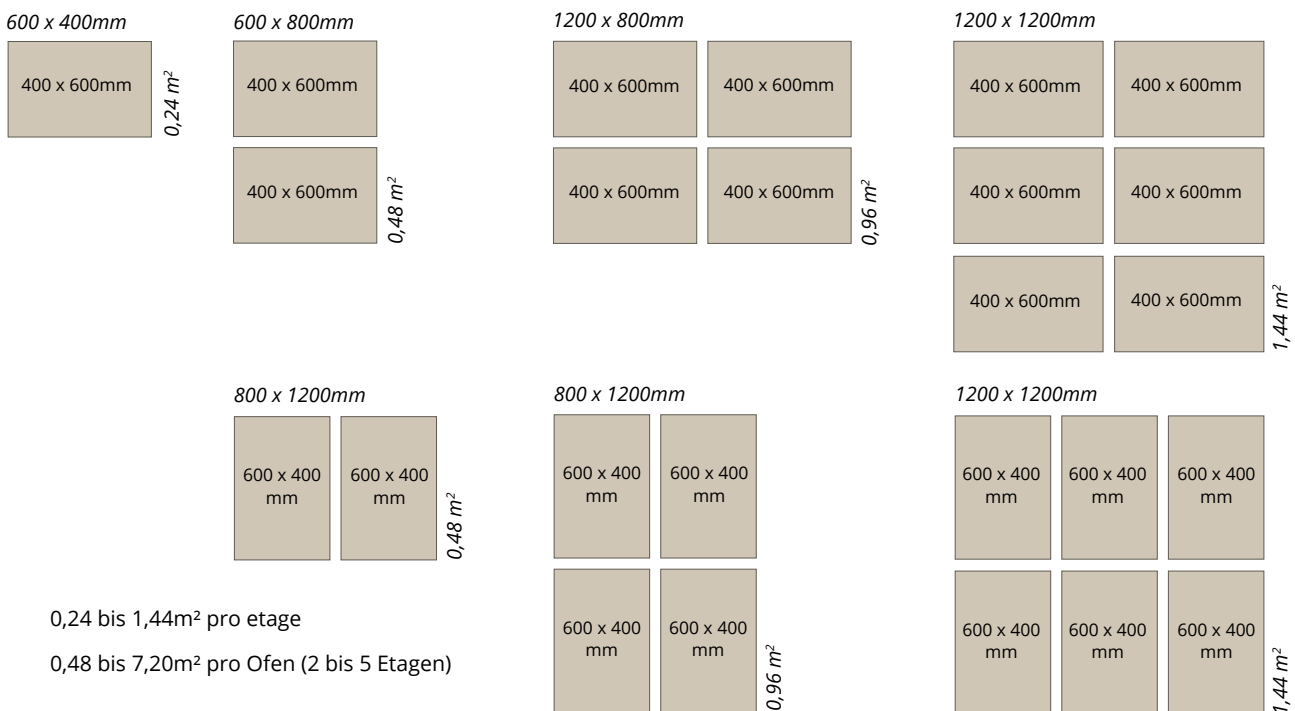 600 x 400mm
400 x 600mm
0,24 m²
600 x 800mm
400 x 600mm
400 x 600mm
0,48 m²
1200 x 800mm
400 x 600mm
400 x 600mm
400 x 600mm
400 x 600mm
0,96 m²
1200 x 1200mm
400 x 600mm
400 x 600mm
400 x 600mm
400 x 600mm
400 x 600mm
400 x 600mm
1,44 m²
800 x 1200mm
600 x 400
mm
600 x 400
mm
0,48 m²
800 x 1200mm
600 x 400
mm
600 x 400
mm
600 x 400
mm
600 x 400
mm
0,96 m²
1200 x 1200mm
600 x 400
mm
600 x 400
mm
600 x 400
mm
600 x 400
mm
600 x 400
mm
600 x 400
mm
1,44 m²
0,24 bis 1,44m² pro etage
0,48 bis 7,20m² pro Ofen (2 bis 5 Etagen)